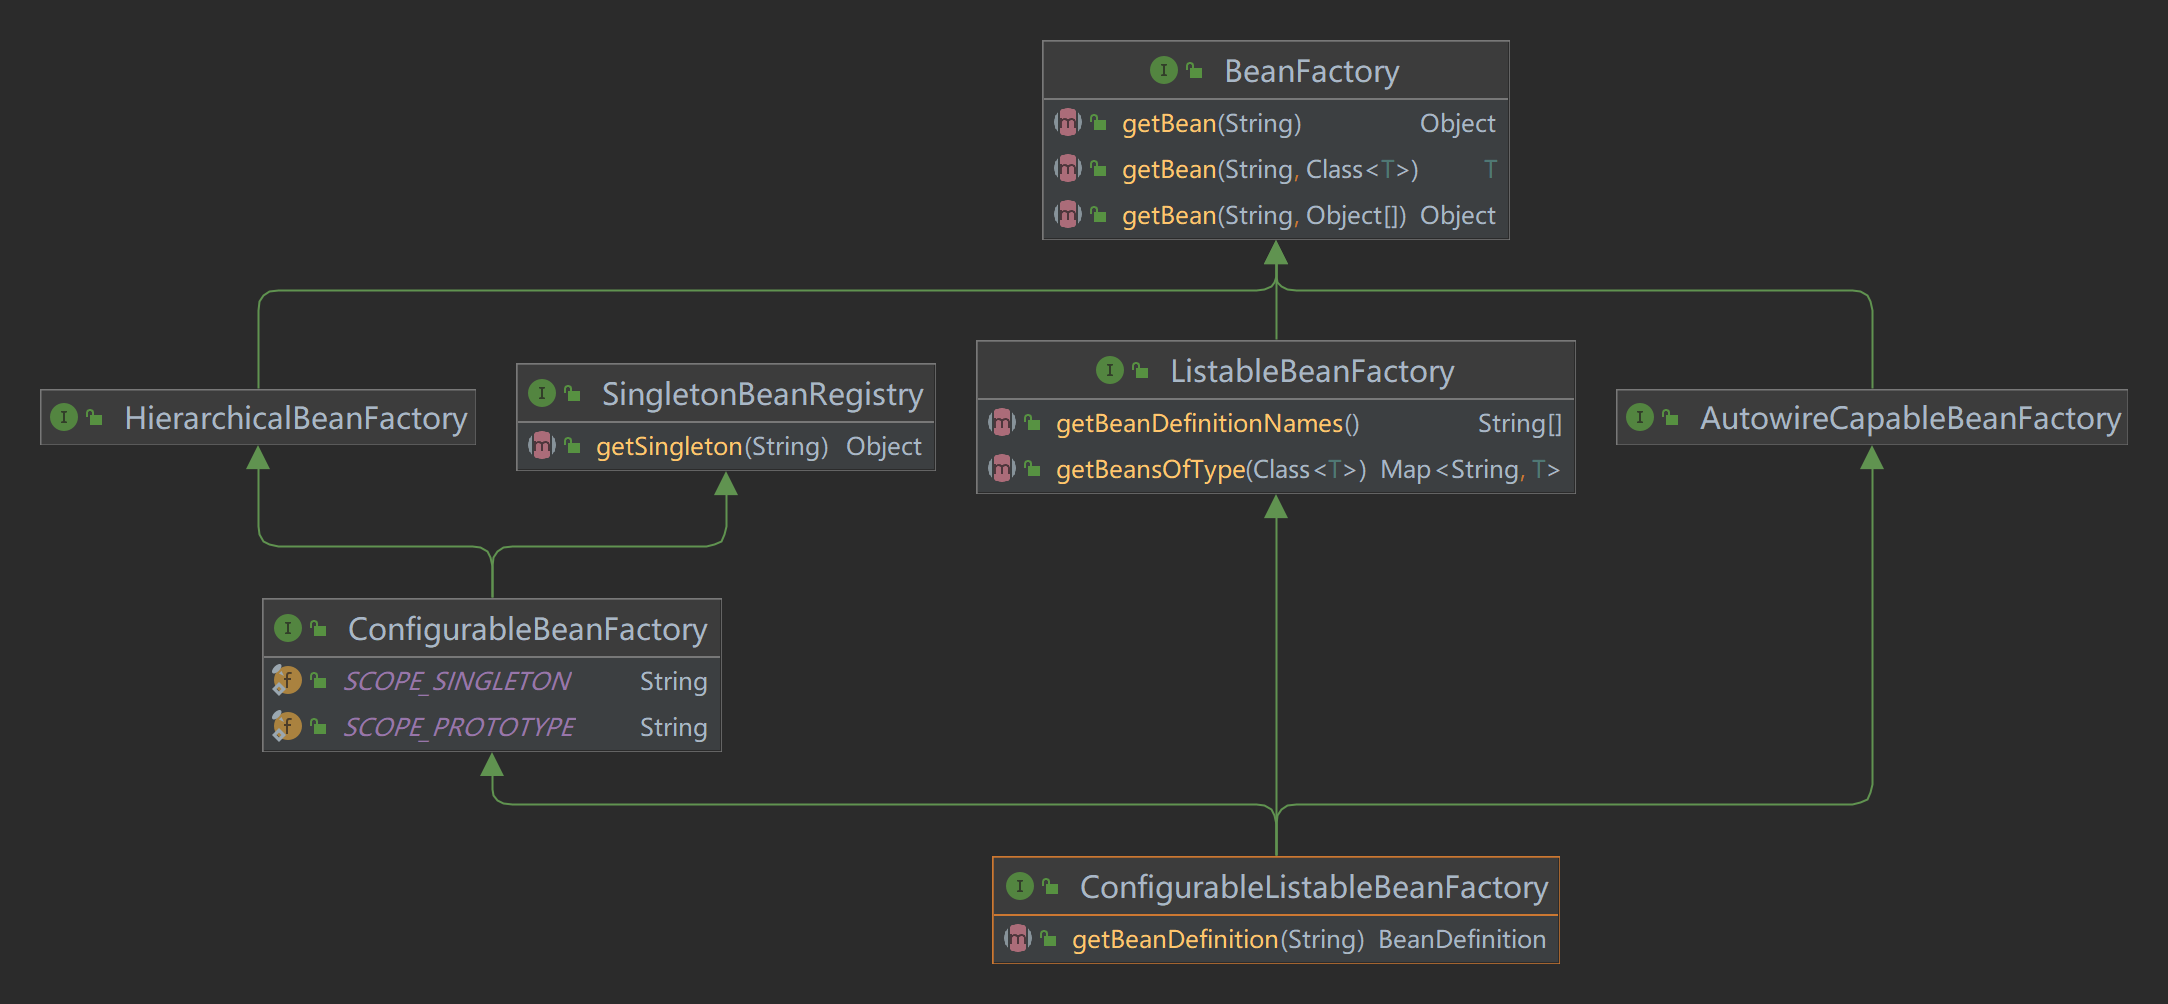 BeanFactory
getBean(String) Object
getBean(String, Class<T>) T
getBean(String, Object[]) Object
HierarchicalBeanFactory
SingletonBeanRegistry
getSingleton(String) Object
ListableBeanFactory
getBeanDefinitionNames() String[]
getBeansOfType(Class<T>) Map<String, T>
AutowireCapableBeanFactory
ConfigurableBeanFactory
SCOPE_SINGLETON String
SCOPE_PROTOTYPE String
ConfigurableListableBeanFactory
getBeanDefinition(String) BeanDefinition